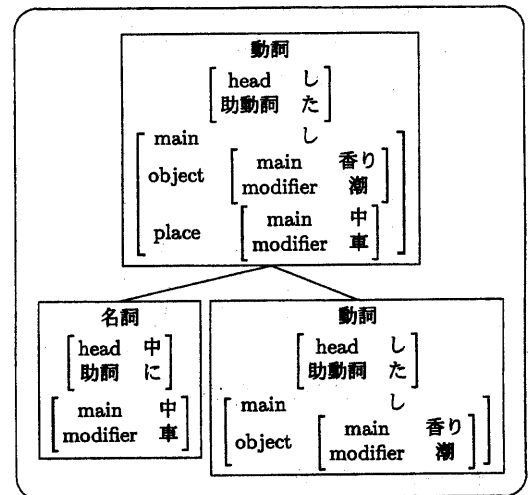 動詞
head し
助動詞 た
main し
object main 香り
modifier 潮
place main 中
modifier 車
名詞
head 中
助詞 に
main 中
modifier 車
動詞
head し
助動詞 た
main し
object main 香り
modifier 潮